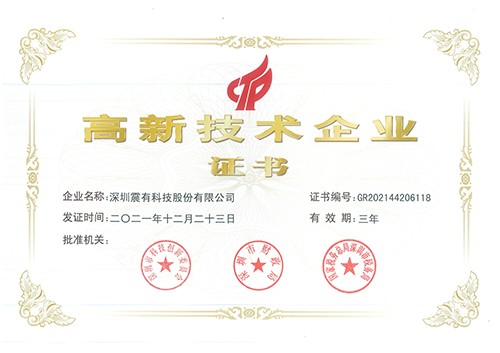 高新技术企业
证书
企业名称:深圳震有科技股份有限公司
证书编号:GR202144206118
发证时间:二〇二一年十二月二十三日
有效期:三年
批准机关:
深圳市科技创新委员会
深圳市财政局
国家税务总局深圳市税务局